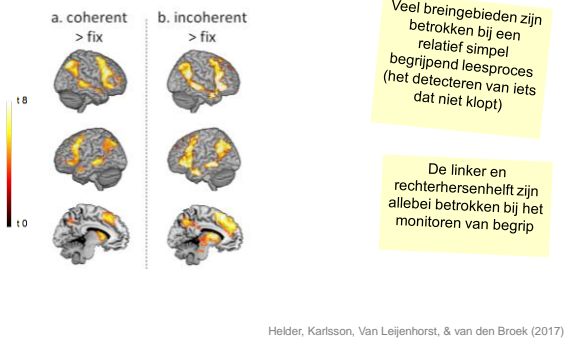 a. coherent
> fix
b. incoherent
> fix
t 8
t 0
Veel breingebieden zijn
betrokken bij een
relatief simpel
begrijpend leesproces
(het detecteren van iets
dat niet klopt)
De linker en
rechterhersenhelft zijn
allebei betrokken bij het
monitoren van begrip
Helder, Karlsson, Van Leijenhorst, & van den Broek (2017)